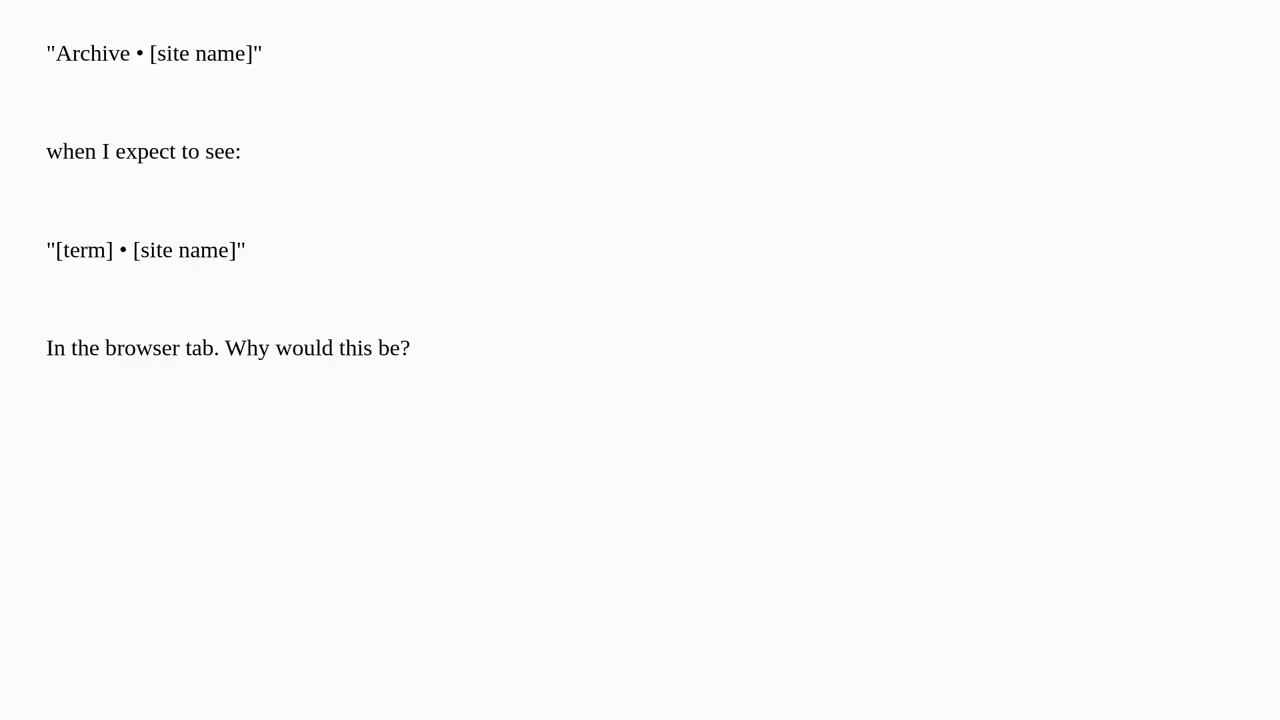 "Archive • [site name]"
when I expect to see:
"[term] • [site name]"
In the browser tab. Why would this be?